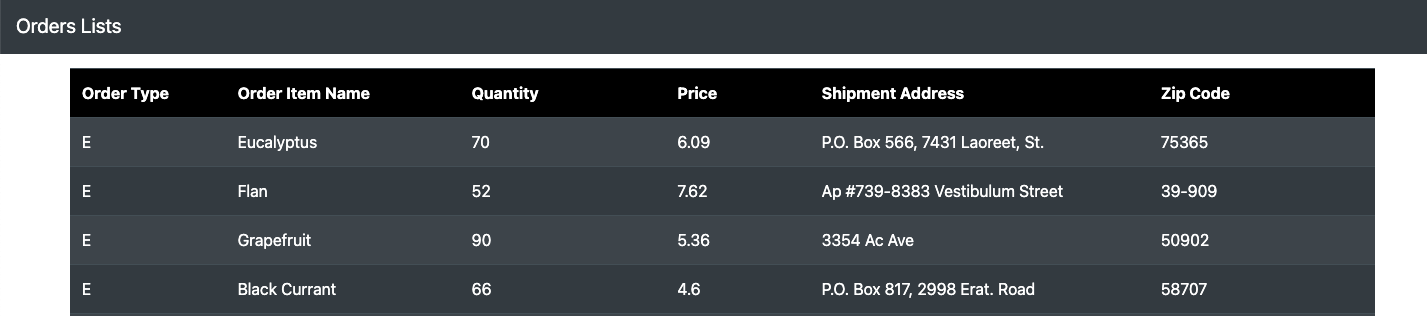 Orders Lists
Order Type Order Item Name Quantity Price Shipment Address Zip Code
E Eucalyptus 70 6.09 P.O. Box 566, 7431 Laoreet, St. 75365
E Flan 52 7.62 Ap #739-8383 Vestibulum Street 39-909
E Grapefruit 90 5.36 3354 Ac Ave 50902
E Black Currant 66 4.6 P.O. Box 817, 2998 Erat. Road 58707